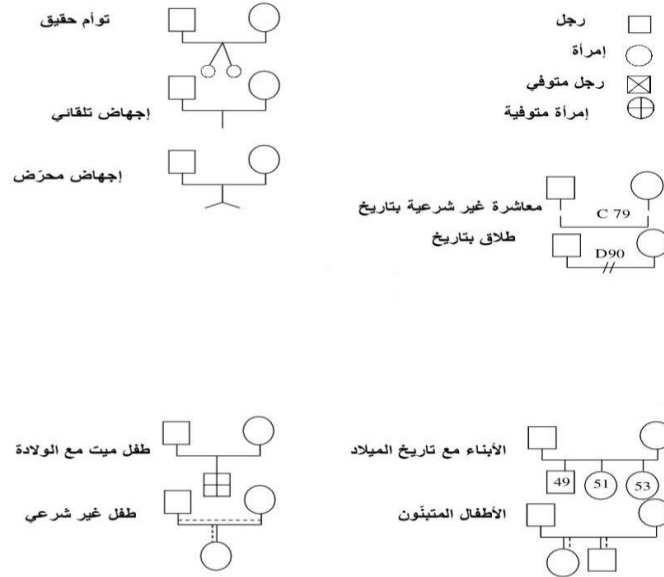 رجل
إمرأة
رجل متوفي
إمرأة متوفية
معاشرة غير شرعية بتاريخ
C 79
طلاق بتاريخ
D90
توأم حقيق
إجهاض تلقائي
إجهاض محرّض
الأبناء مع تاريخ الميلاد
49 51 53
الأطفال المتبنّون
طفل ميت مع الولادة
طفل غير شرعي